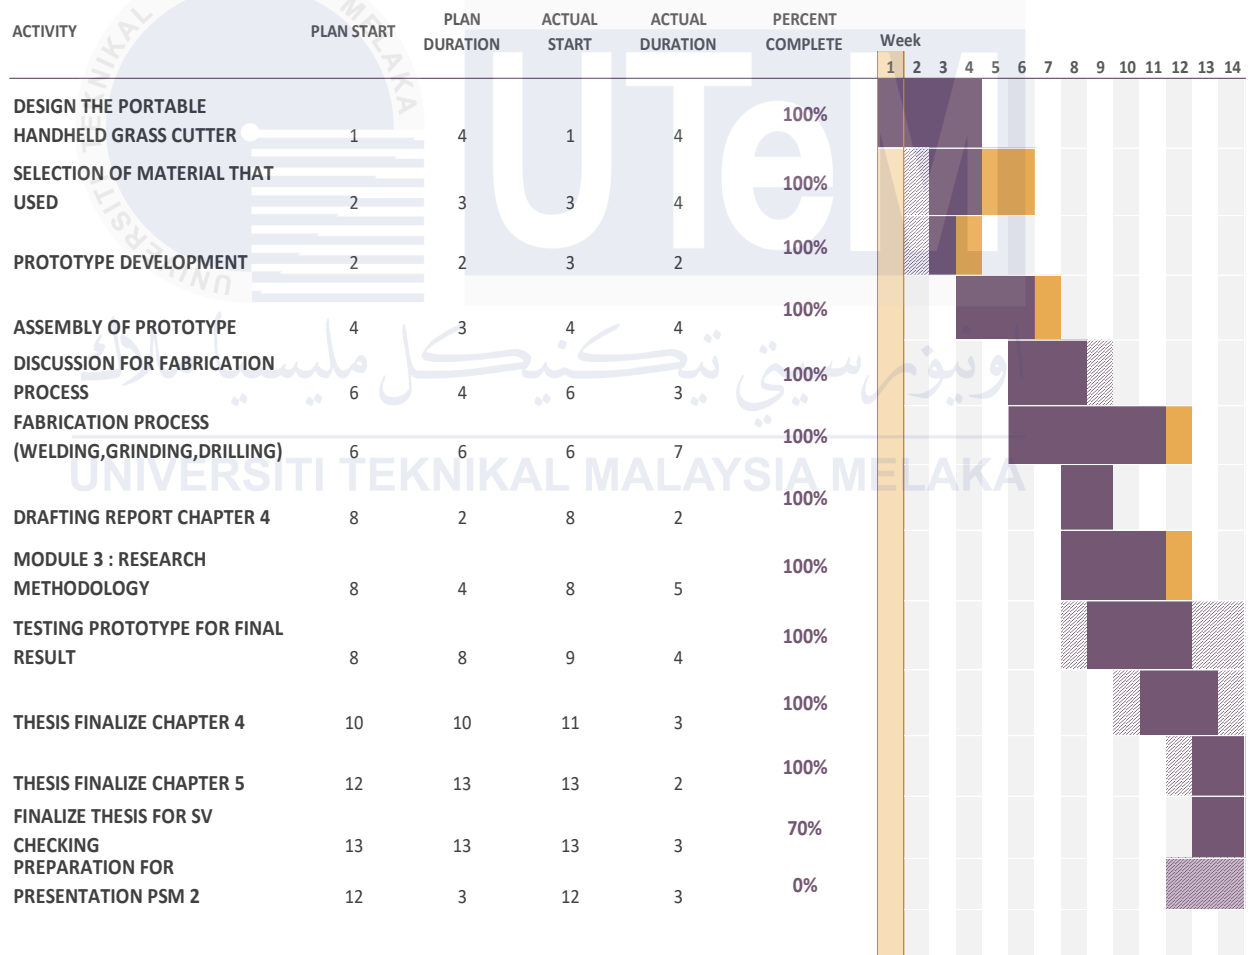 ACTIVITY PLAN START PLAN DURATION ACTUAL START ACTUAL DURATION PERCENT COMPLETE Week
1 2 3 4 5 6 7 8 9 10 11 12 13 14
DESIGN THE PORTABLE
HANDHELD GRASS CUTTER 1 4 1 4 100%
SELECTION OF MATERIAL THAT
USED 2 3 3 4 100%
PROTOTYPE DEVELOPMENT 2 2 3 2 100%
ASSEMBLY OF PROTOTYPE 4 3 4 4 100%
DISCUSSION FOR FABRICATION
PROCESS 6 4 6 3 100%
FABRICATION PROCESS
(WELDING,GRINDING,DRILLING) 6 6 6 7 100%
DRAFTING REPORT CHAPTER 4 8 2 8 2 100%
MODULE 3 : RESEARCH
METHODOLOGY 8 4 8 5 100%
TESTING PROTOTYPE FOR FINAL
RESULT 8 8 9 4 100%
THESIS FINALIZE CHAPTER 4 10 10 11 3 100%
THESIS FINALIZE CHAPTER 5 12 13 13 2 100%
FINALIZE THESIS FOR SV
CHECKING 13 13 13 3 70%
PREPARATION FOR
PRESENTATION PSM 2 12 3 12 3 0%
UNIVERSITI TEKNIKAL MELAKA
UTeM
اونيۏرسيتي تيكنيكل مليسيا ملاك
UNIVERSITI TEKNIKAL MALAYSIA MELAKA